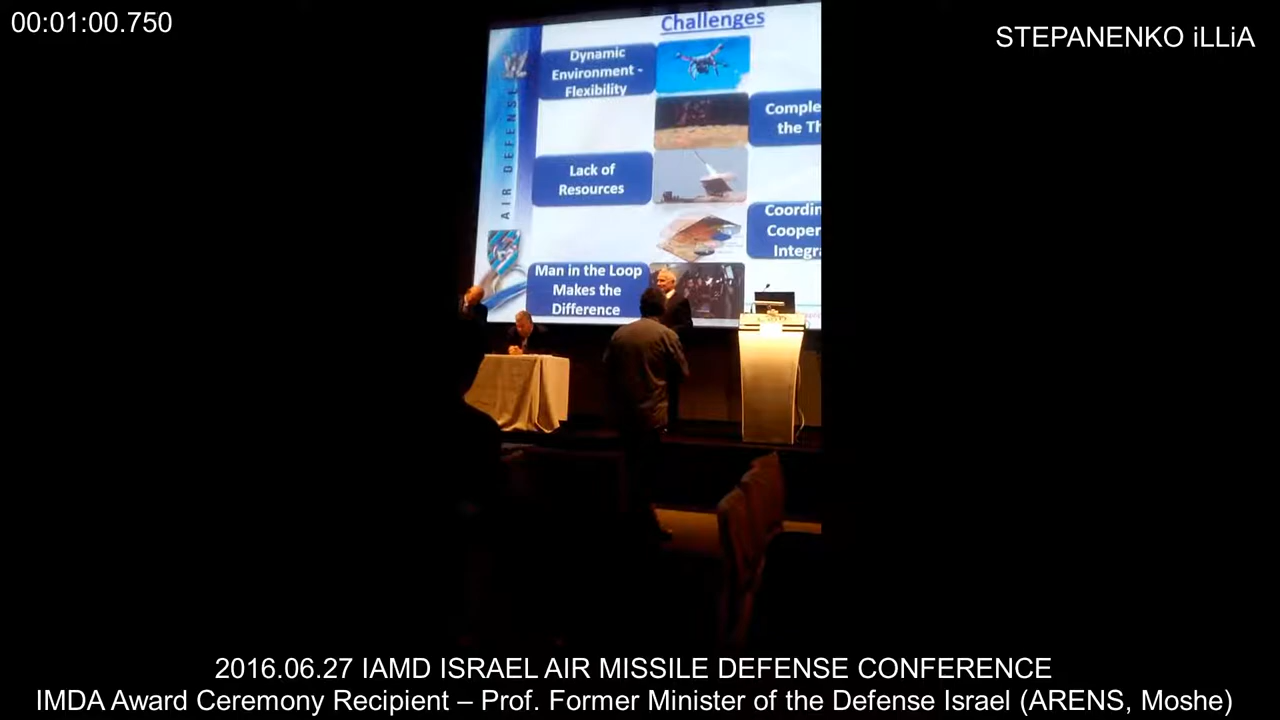 00:01:00.750
STEPANENKO iLLiA
Challenges
Dynamic
Environment -
Flexibility
AIR DEFENSE
the
Lack of
Resources
Man in the Loop
Makes the
Difference
2016.06.27 IAMD ISRAEL AIR MISSILE DEFENSE CONFERENCE
IMDA Award Ceremony Recipient – Prof. Former Minister of the Defense Israel (ARENS, Moshe)